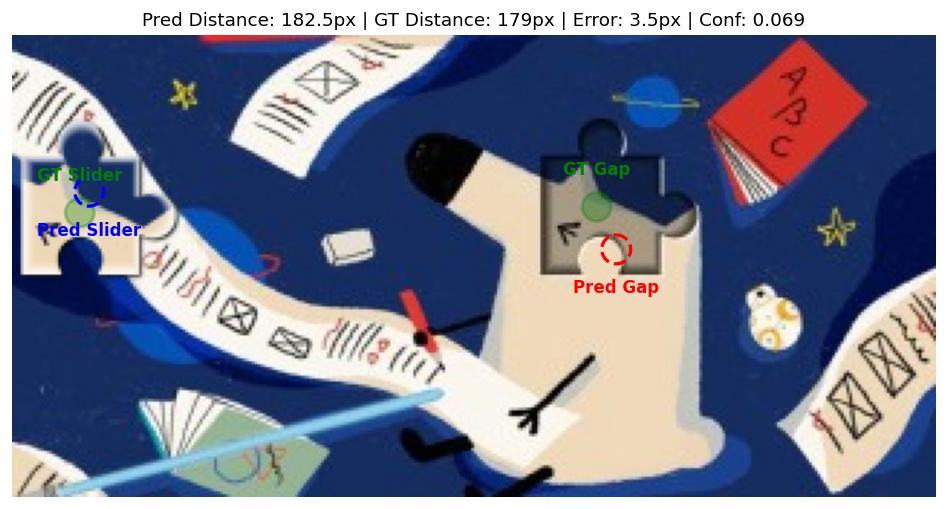 Pred Distance: 182.5px | GT Distance: 179px | Error: 3.5px | Conf: 0.069
A
B
C
GT Slider
GT Gap
Pred Slider
Pred Gap